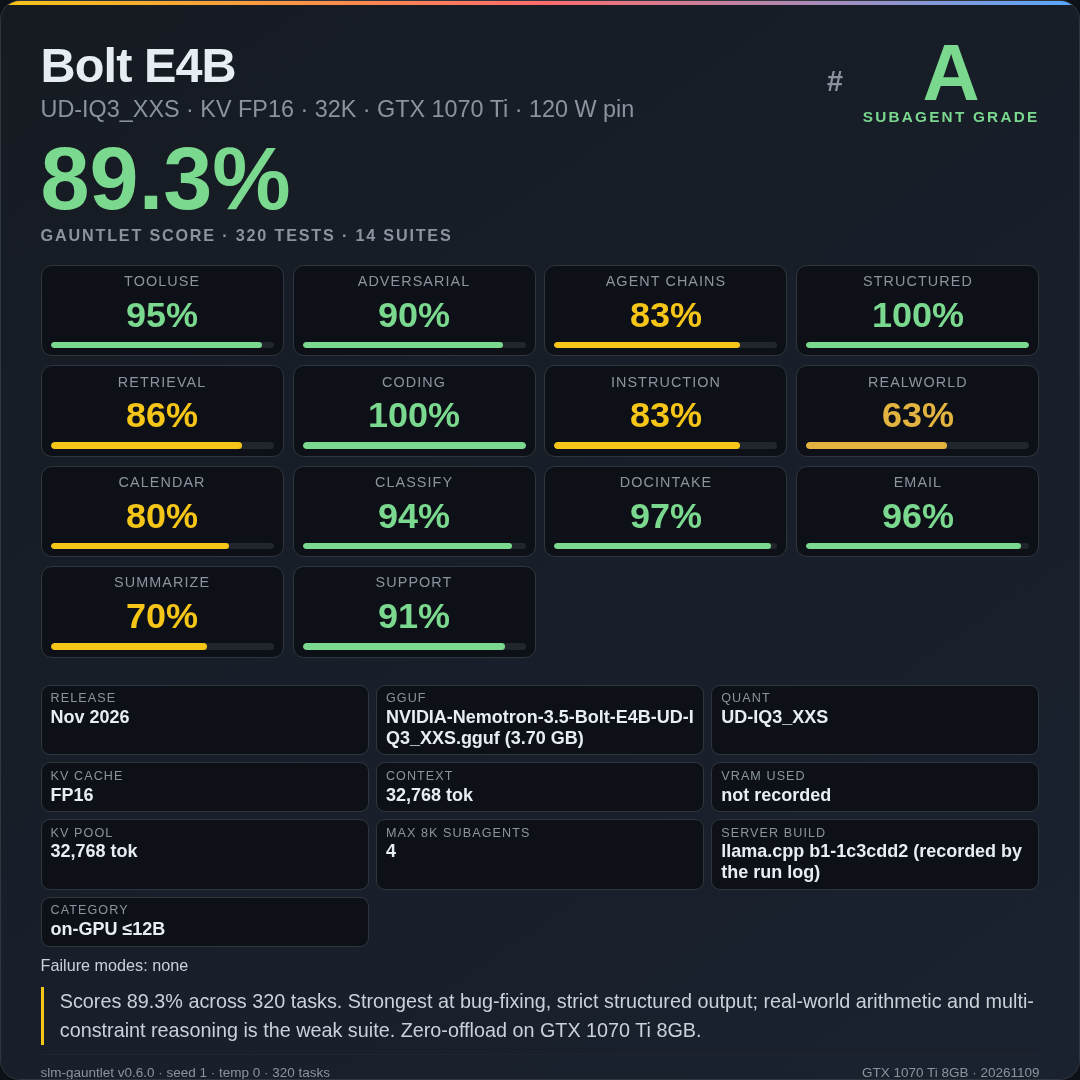 Bolt E4B
# A
UD-IQ3_XXS · KV FP16 · 32K · GTX 1070 Ti · 120 W pin
SUBAGENT GRADE
89.3%
GAUNTLET SCORE · 320 TESTS · 14 SUITES
TOOLUSE ADVERSARIAL AGENT CHAINS STRUCTURED
95% 90% 83% 100%
RETRIEVAL CODING INSTRUCTION REALWORLD
86% 100% 83% 63%
CALENDAR CLASSIFY DOCINTAKE EMAIL
80% 94% 97% 96%
SUMMARIZE SUPPORT
70% 91%
RELEASE
Nov 2026
GGUF
NVIDIA-Nemotron-3.5-Bolt-E4B-UD-I
Q3_XXS.gguf (3.70 GB)
QUANT
UD-IQ3_XXS
KV CACHE
FP16
CONTEXT
32,768 tok
VRAM USED
not recorded
KV POOL
32,768 tok
MAX 8K SUBAGENTS
4
SERVER BUILD
llama.cpp b1-1c3cdd2 (recorded by
the run log)
CATEGORY
on-GPU ≤12B
Failure modes: none
Scores 89.3% across 320 tasks. Strongest at bug-fixing, strict structured output; real-world arithmetic and multi-
constraint reasoning is the weak suite. Zero-offload on GTX 1070 Ti 8GB.
slm-gauntlet v0.6.0 · seed 1 · temp 0 · 320 tasks
GTX 1070 Ti 8GB · 20261109